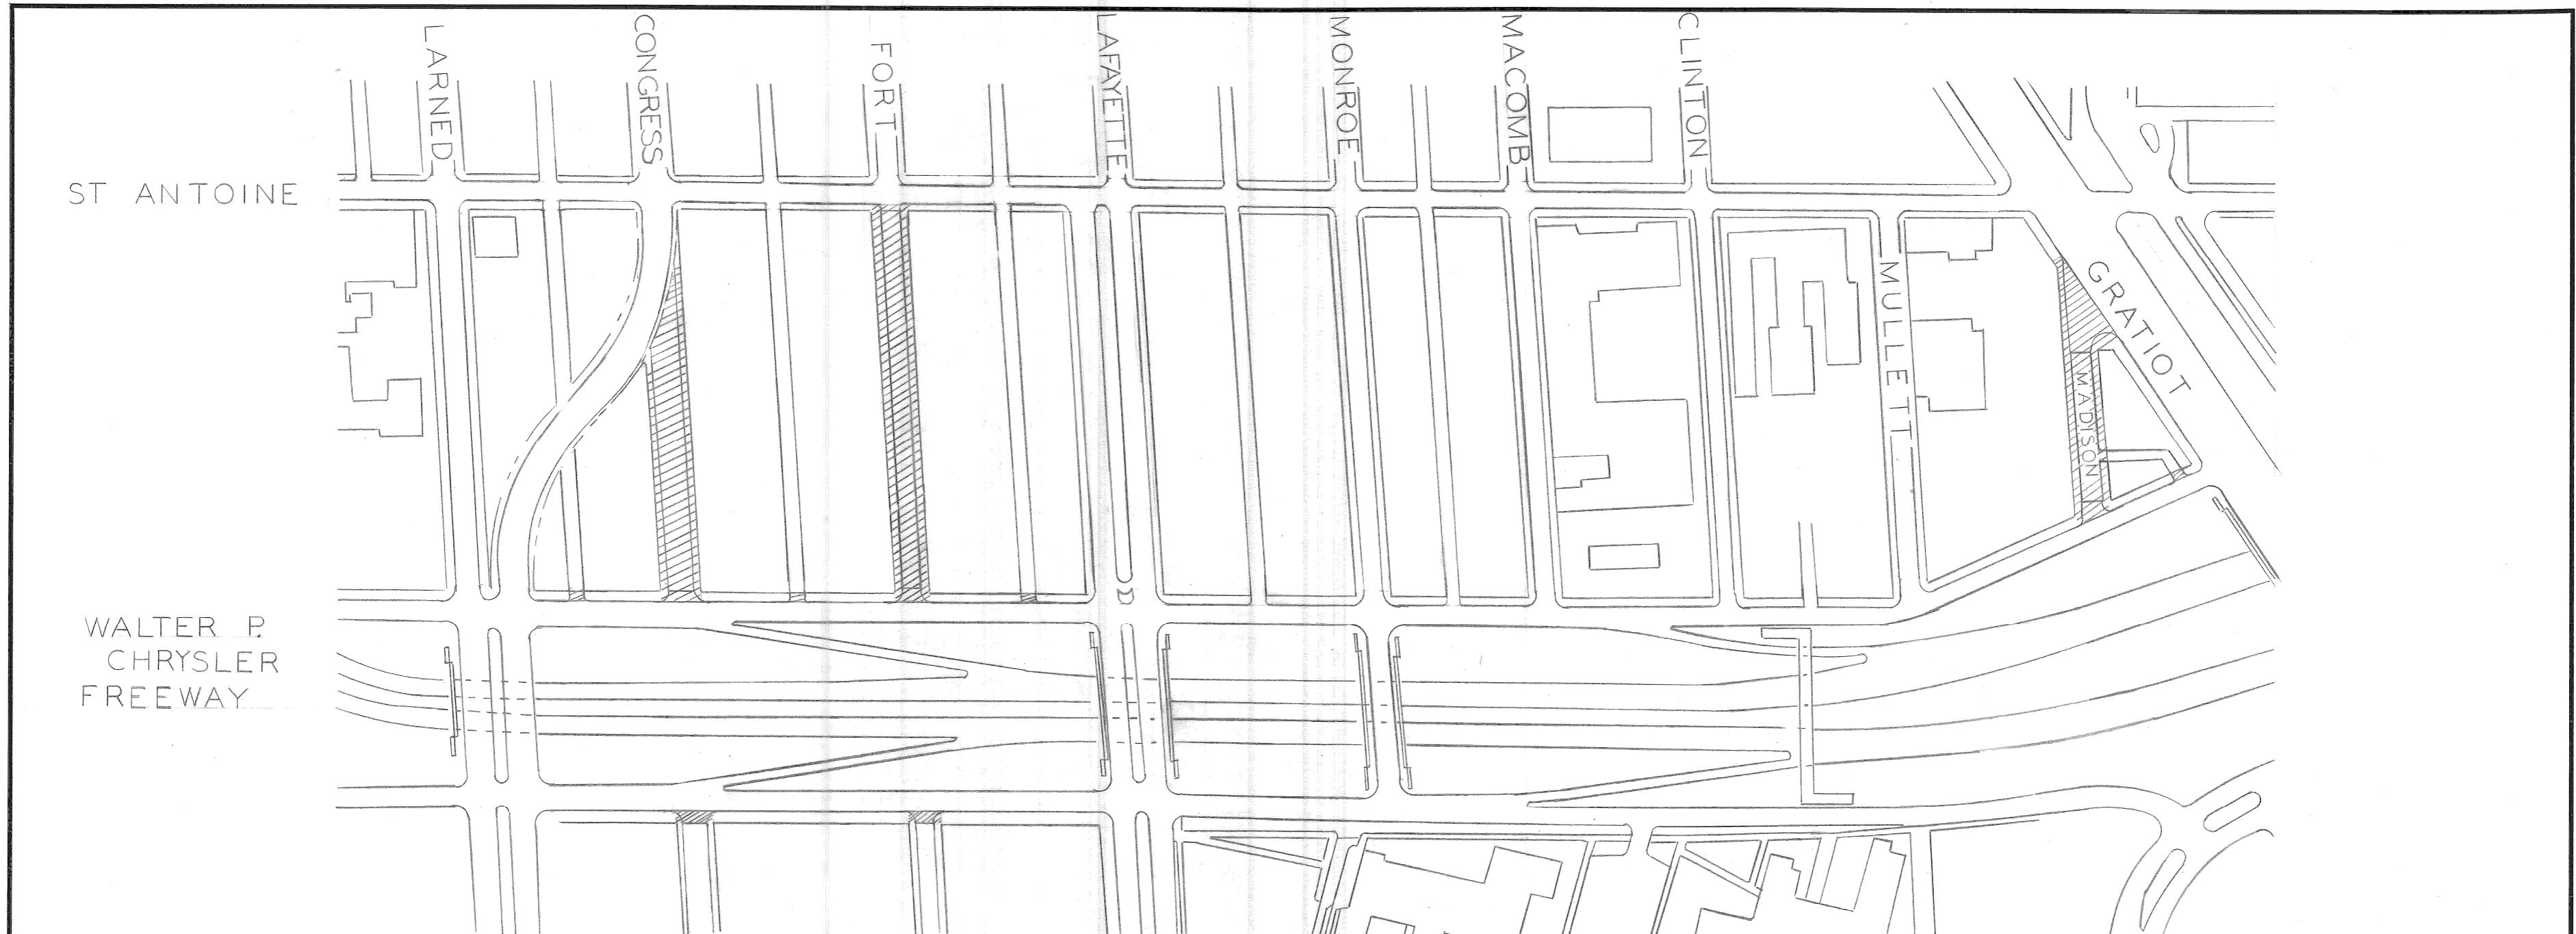 LARNED
CONGRESS
FORT
LAFAYETTE
MONROE
MACOMB
CLINTON
ST ANTOINE
MULLETT
GRATIOT
MADISON
WALTER P.
CHRYSLER
FREEWAY